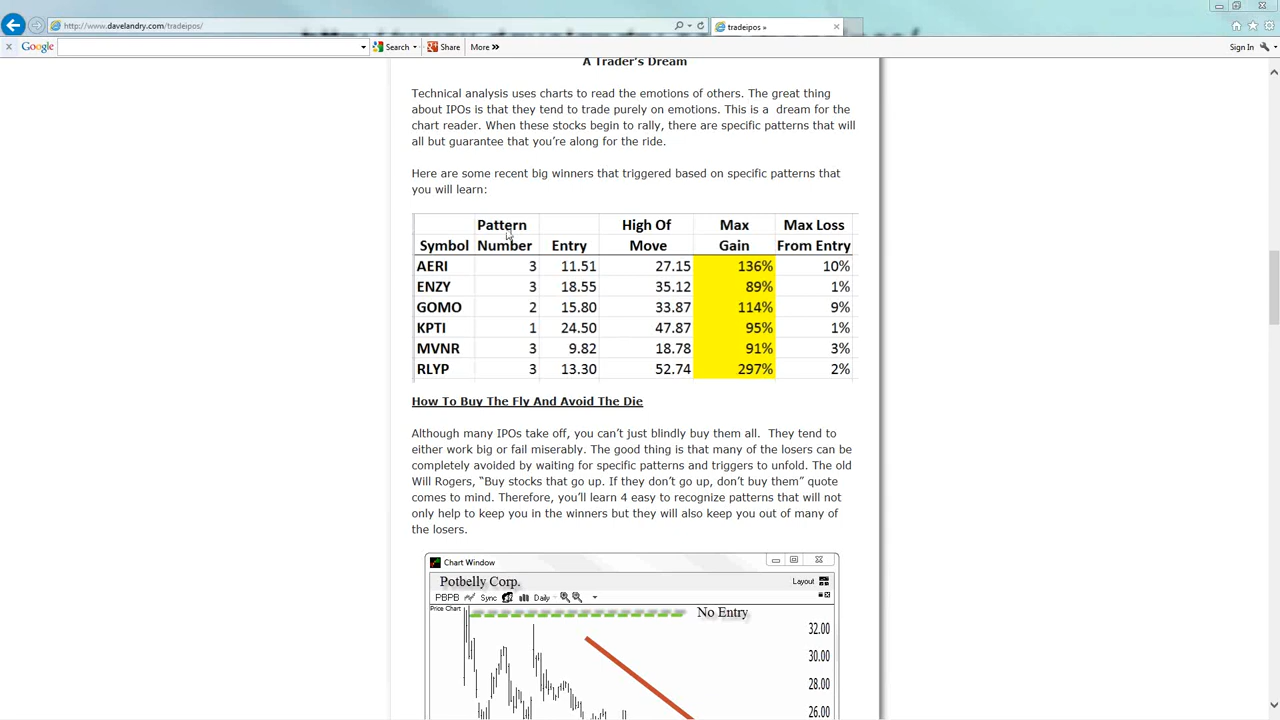 http://www.davelandry.com/tradeipos/
tradeipos »
Google
Search
Share
More »
Sign In
A Trader's Dream
Technical analysis uses charts to read the emotions of others. The great thing
about IPOs is that they tend to trade purely on emotions. This is a dream for the
chart reader. When these stocks begin to rally, there are specific patterns that will
all but guarantee that you're along for the ride.
Here are some recent big winners that triggered based on specific patterns that
you will learn:
Pattern High Of Max Max Loss
Symbol Number Entry Move Gain From Entry
AERI 3 11.51 27.15 136% 10%
ENZY 3 18.55 35.12 89% 1%
GOMO 2 15.80 33.87 114% 9%
KPTI 1 24.50 47.87 95% 1%
MVNR 3 9.82 18.78 91% 3%
RLYP 3 13.30 52.74 297% 2%
How To Buy The Fly And Avoid The Die
Although many IPOs take off, you can't just blindly buy them all. They tend to
either work big or fail miserably. The good thing is that many of the losers can be
completely avoided by waiting for specific patterns and triggers to unfold. The old
Will Rogers, "Buy stocks that go up. If they don't go up, don't buy them" quote
comes to mind. Therefore, you'll learn 4 easy to recognize patterns that will not
only help to keep you in the winners but they will also keep you out of many of
the losers.
Chart Window
Potbelly Corp.
Layout
PBPB Sync Daily
Price Chart
No Entry
32.00
30.00
28.00
26.00